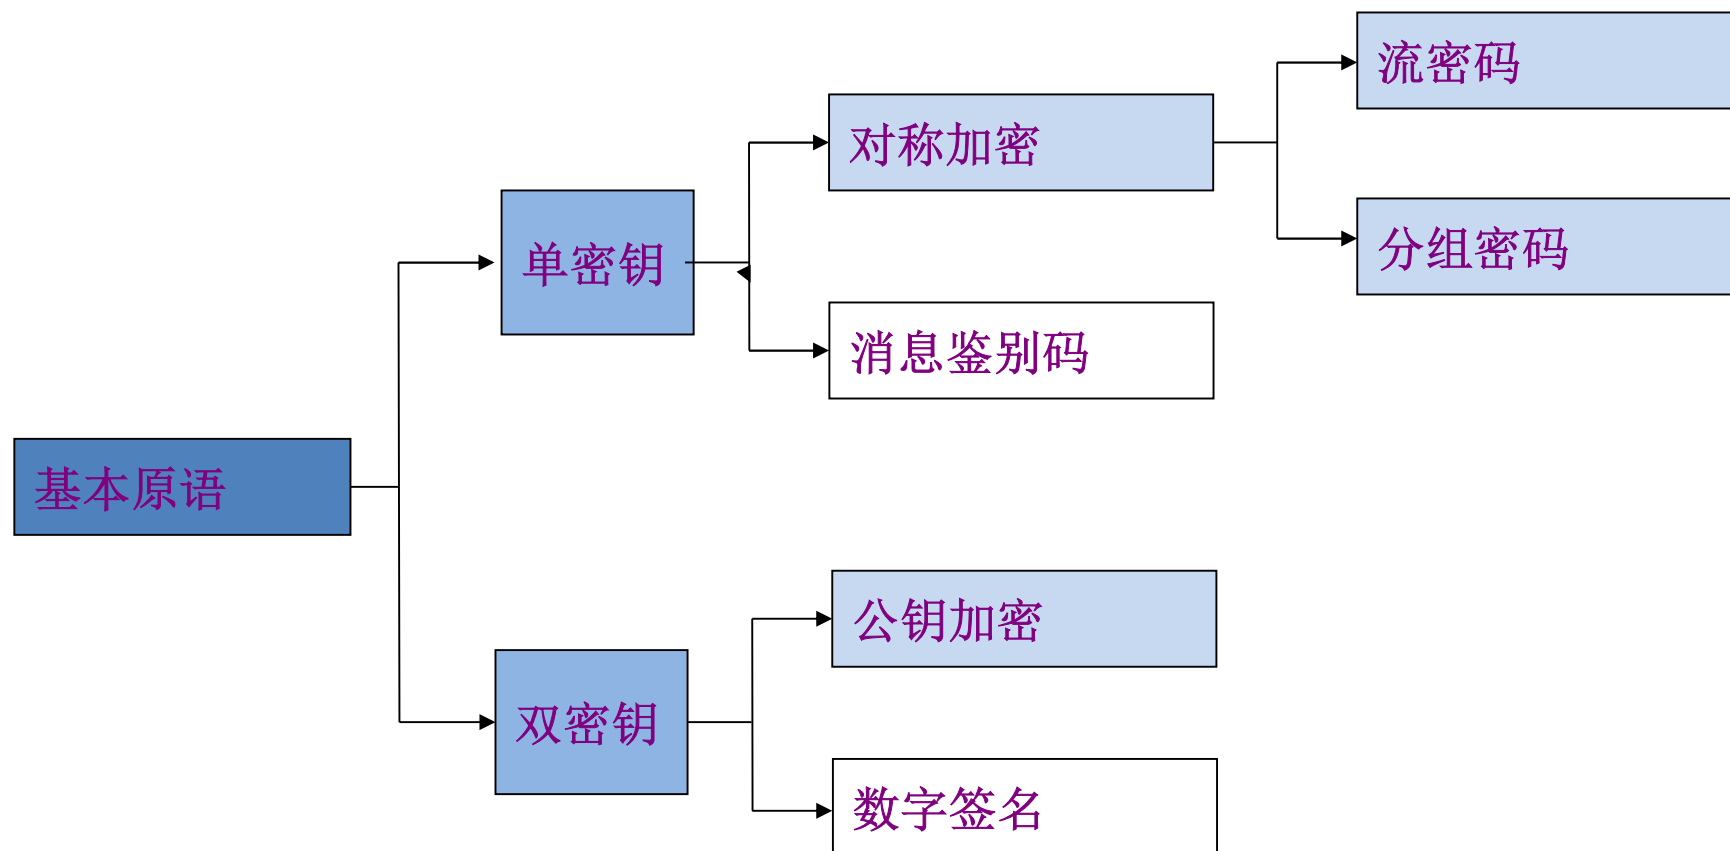 流密码
对称加密
分组密码
单密钥
消息鉴别码
基本原语
公钥加密
双密钥
数字签名